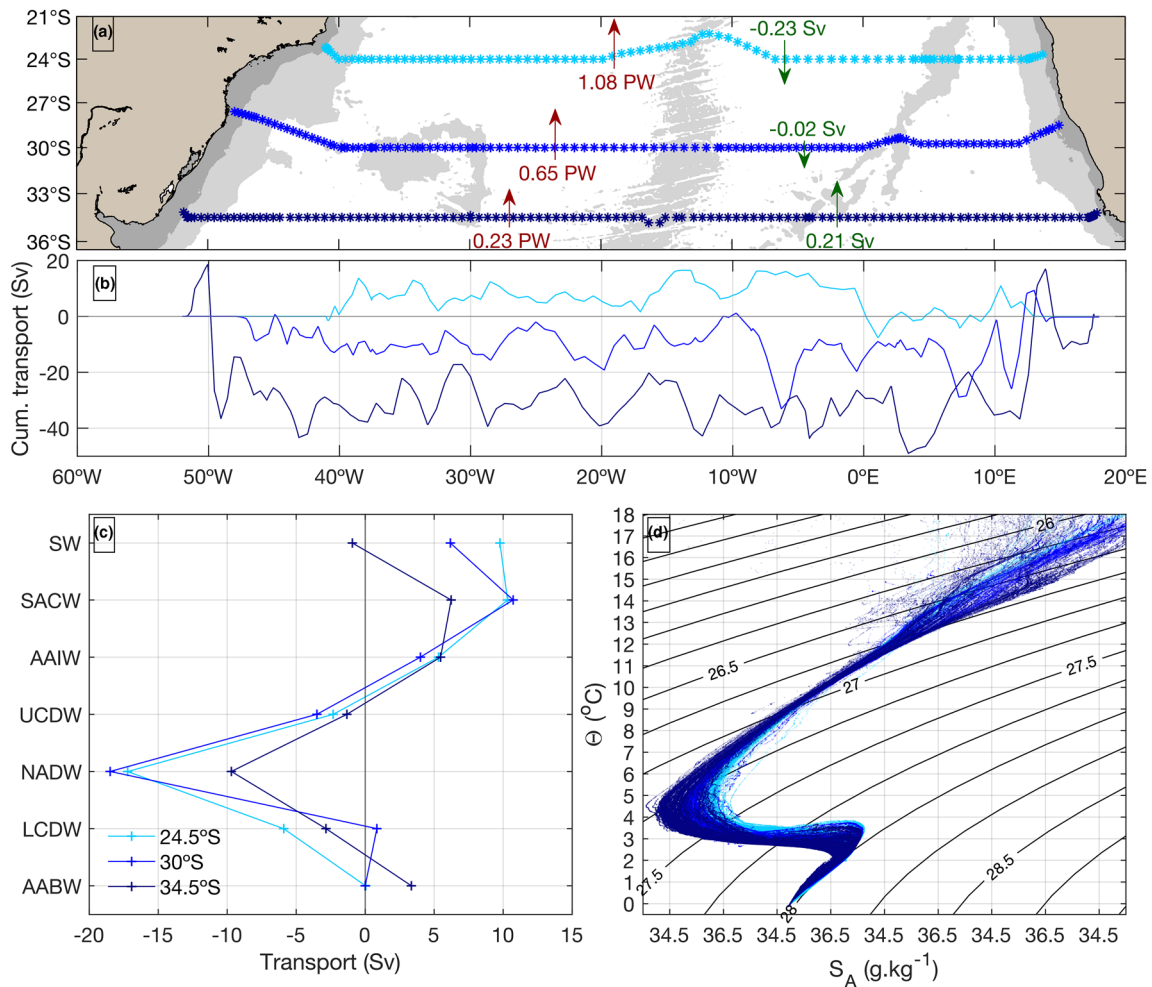 (a)
21°S
24°S
27°S
30°S
33°S
36°S
-0.23 Sv
1.08 PW
-0.02 Sv
0.65 PW
0.23 PW
0.21 Sv
(b)
Cum. transport (Sv)
20
0
-20
-40
60°W
50°W
40°W
30°W
20°W
10°W
0°E
10°E
20°E
(c)
SW
SACW
AAIW
UCDW
NADW
LCDW
AABW
24.5°S
30°S
34.5°S
-20
-15
-10
-5
0
5
10
15
Transport (Sv)
(d)
Θ (°C)
18
17
16
15
14
13
12
11
10
9
8
7
6
5
4
3
2
1
0
26
26.5
27
27.5
27.5
28.5
28
34.5
36.5
34.5
36.5
34.5
36.5
34.5
36.5
34.5
S_A (g.kg⁻¹)